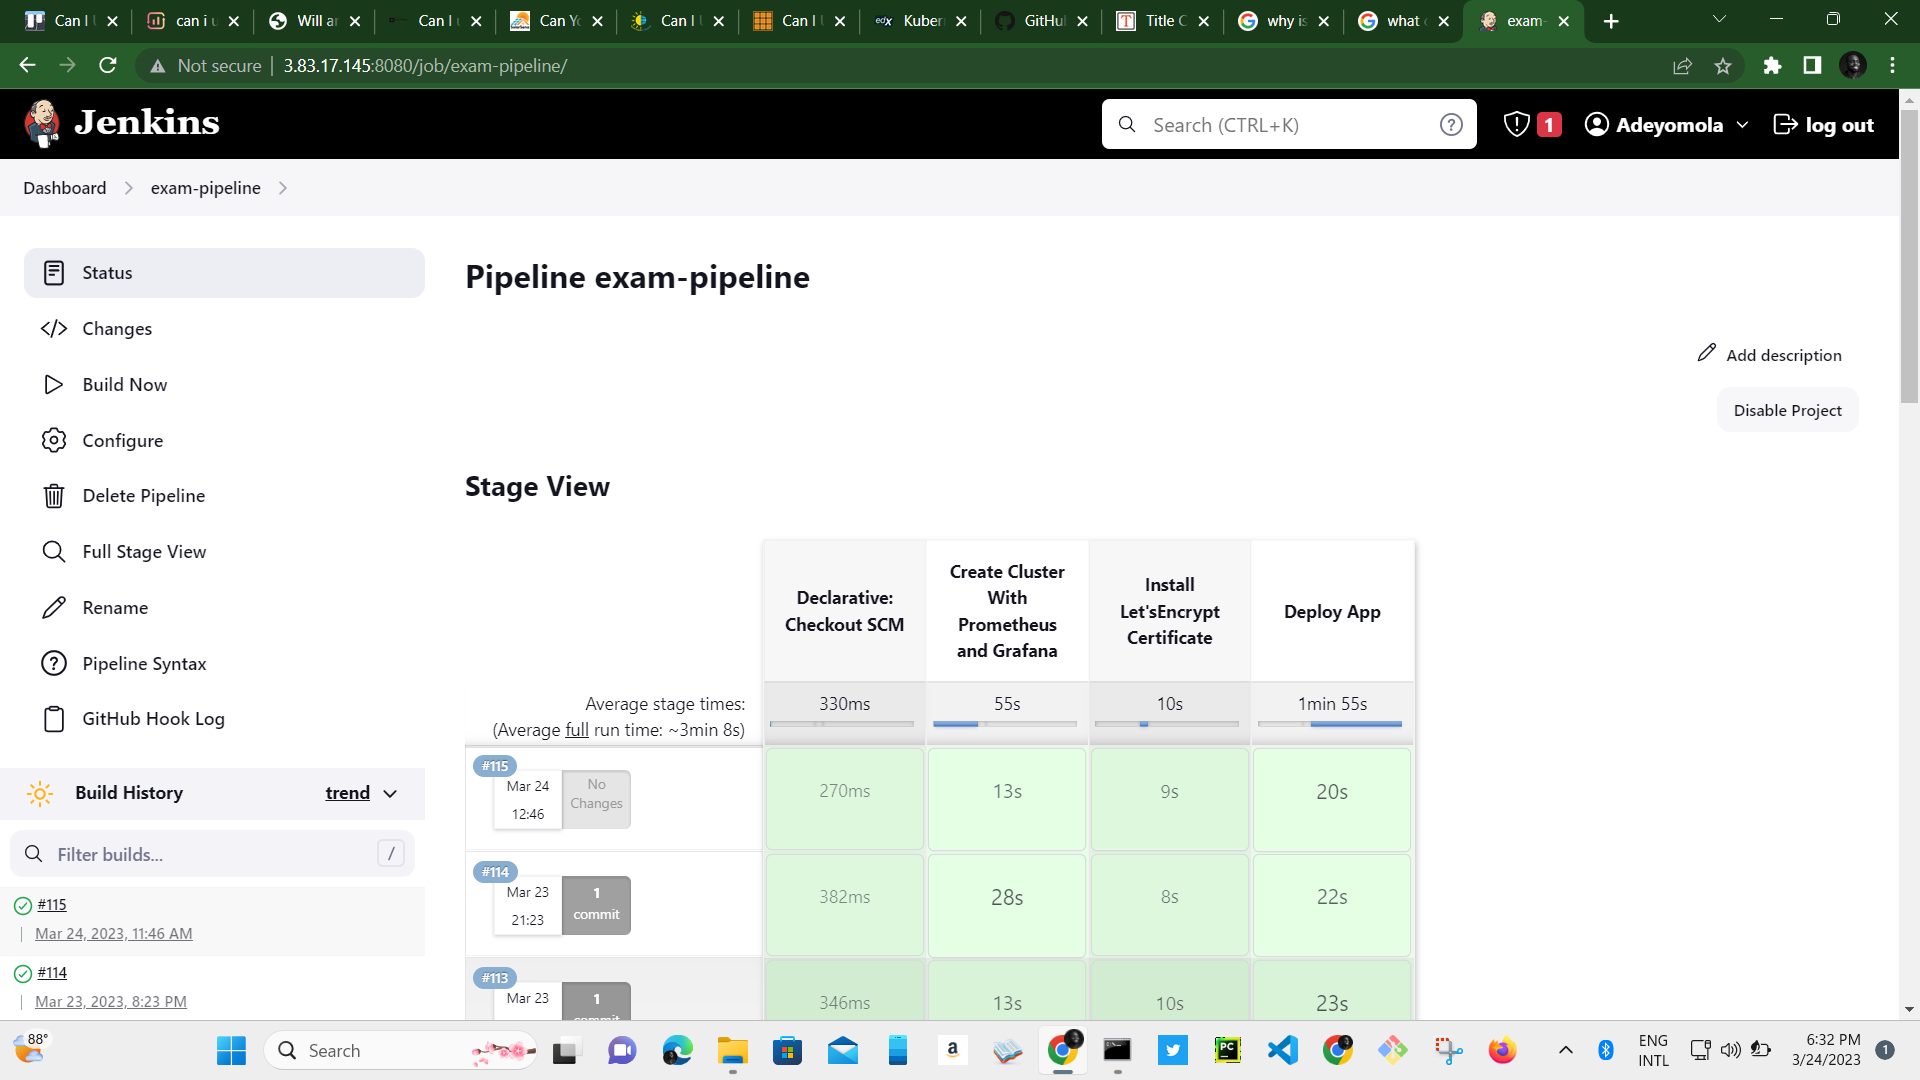 Can I U
can i u
Will ar
Can I u
Can Yo
Can I U
Can I U
edX
Kubern
GitHub
T
Title C
why is
what c
exam-
Not secure
3.83.17.145:8080/job/exam-pipeline/
Jenkins
Search (CTRL+K)
1
Adeyomola
log out
Dashboard
exam-pipeline
Status
Changes
Build Now
Configure
Delete Pipeline
Full Stage View
Rename
Pipeline Syntax
GitHub Hook Log
Build History
trend
Filter builds...
/
#115
Mar 24, 2023, 11:46 AM
#114
Mar 23, 2023, 8:23 PM
Pipeline exam-pipeline
Add description
Disable Project
Stage View
Declarative:
Checkout SCM
Create Cluster
With
Prometheus
and Grafana
Install
Let'sEncrypt
Certificate
Deploy App
Average stage times:
(Average full run time: ~3min 8s)
330ms
55s
10s
1min 55s
#115
Mar 24
12:46
No
Changes
270ms
13s
9s
20s
#114
Mar 23
21:23
1
commit
382ms
28s
8s
22s
#113
Mar 23
1
commit
346ms
13s
10s
23s
88°
Search
a
PC
ENG
INTL
6:32 PM
3/24/2023
1